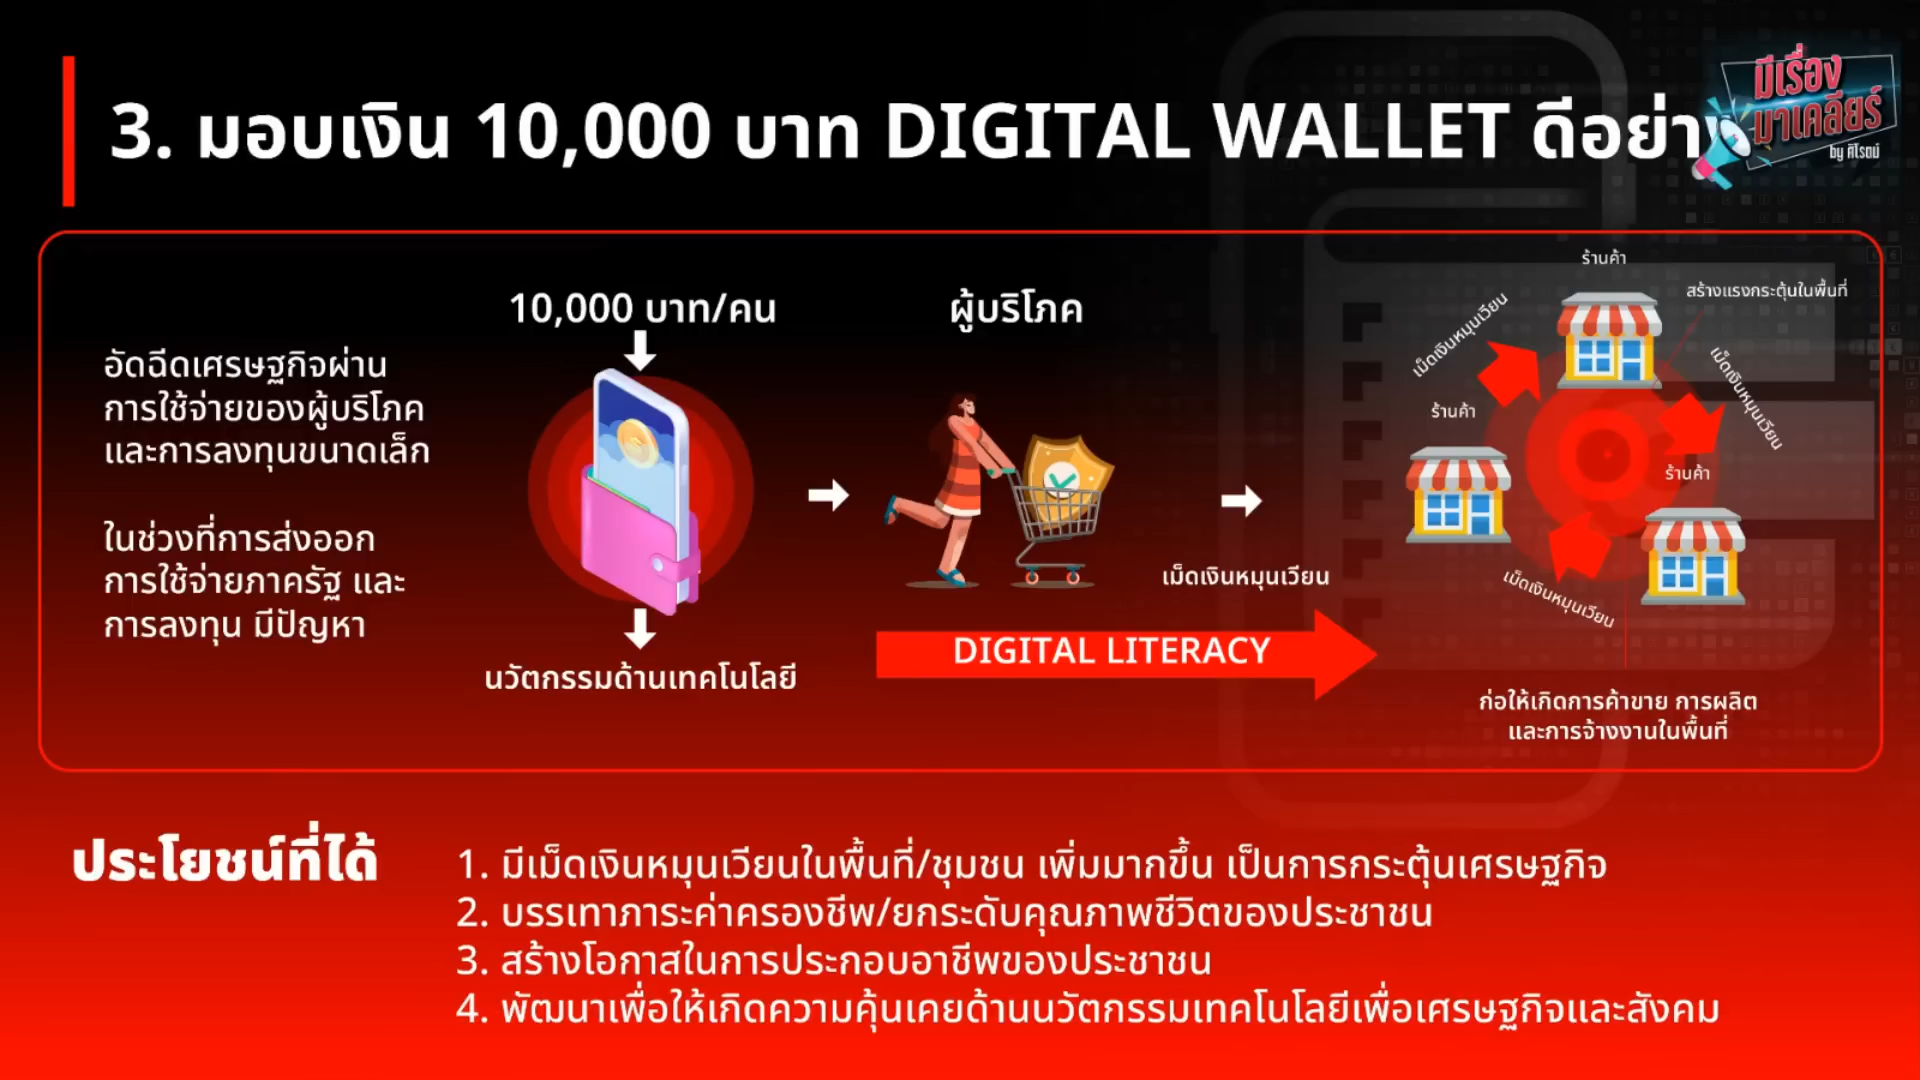 3. มอบเงิน 10,000 บาท DIGITAL WALLET ดีอย่า
มีเรื่อง
มาเคลียร์
by ศิโรตม์
อัดฉีดเศรษฐกิจผ่าน
การใช้จ่ายของผู้บริโภค
และการลงทุนขนาดเล็ก
ในช่วงที่การส่งออก
การใช้จ่ายภาครัฐ และ
การลงทุน มีปัญหา
10,000 บาท/คน
นวัตกรรมด้านเทคโนโลยี
ผู้บริโภค
เม็ดเงินหมุนเวียน
DIGITAL LITERACY
ร้านค้า
สร้างแรงกระตุ้นในพื้นที่
เม็ดเงินหมุนเวียน
เม็ดเงินหมุนเวียน
ร้านค้า
ร้านค้า
เม็ดเงินหมุนเวียน
ก่อให้เกิดการค้าขาย การผลิต
และการจ้างงานในพื้นที่
ประโยชน์ที่ได้
1. มีเม็ดเงินหมุนเวียนในพื้นที่/ชุมชน เพิ่มมากขึ้น เป็นการกระตุ้นเศรษฐกิจ
2. บรรเทาภาระค่าครองชีพ/ยกระดับคุณภาพชีวิตของประชาชน
3. สร้างโอกาสในการประกอบอาชีพของประชาชน
4. พัฒนาเพื่อให้เกิดความคุ้นเคยด้านนวัตกรรมเทคโนโลยีเพื่อเศรษฐกิจและสังคม